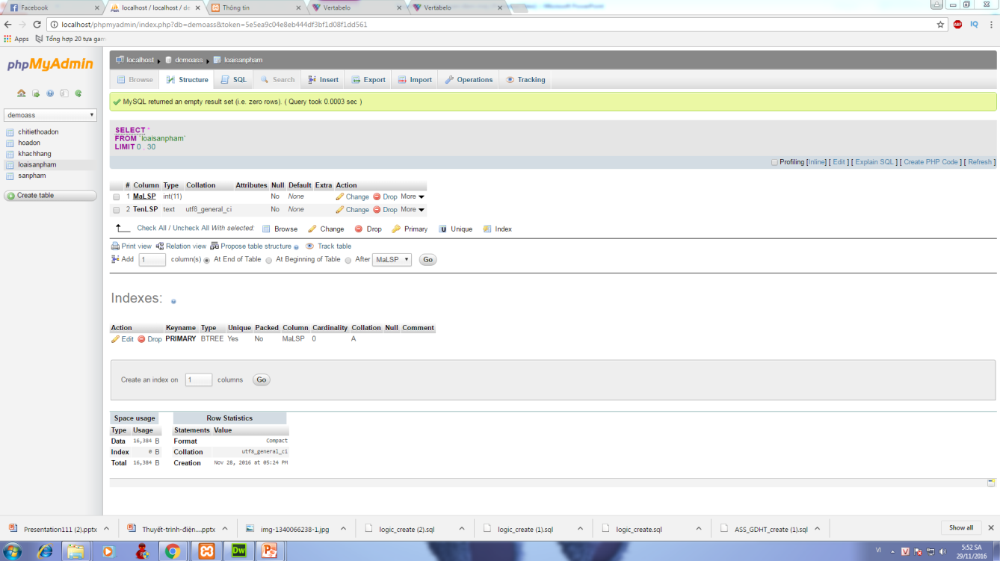 Facebook × localhost / localhost / de × Thông tin × Vertabelo × Vertabelo ×
localhost/phpmyadmin/index.php?db=demoass&token=5e5ea9c04e8eb444df3bf1d08f1dd561 ABP IQ
Apps Tổng hợp 20 tựa gam
phpMyAdmin
demoass
chitiethoadon
hoadon
khachhang
loaisanpham
sanpham
Create table
localhost ▸ demoass ▸ loaisanpham
Browse Structure SQL Search Insert Export Import Operations Tracking
MySQL returned an empty result set (i.e. zero rows). ( Query took 0.0003 sec )
SELECT *
FROM `loaisanpham`
LIMIT 0 , 30
Profiling [Inline] [ Edit ] [ Explain SQL ] [ Create PHP Code ] [ Refresh ]
# Column Type Collation Attributes Null Default Extra Action
1 MaLSP int(11) No None Change Drop More
2 TenLSP text utf8_general_ci No None Change Drop More
Check All / Uncheck All With selected: Browse Change Drop Primary U Unique Index
Print view Relation view Propose table structure Track table
Add 1 column(s) At End of Table At Beginning of Table After MaLSP Go
Indexes:
Action Keyname Type Unique Packed Column Cardinality Collation Null Comment
Edit Drop PRIMARY BTREE Yes No MaLSP 0 A
Create an index on 1 columns Go
Space usage Row Statistics
Type Usage Statements Value
Data 16,384 B Format Compact
Index 0 B Collation utf8_general_ci
Total 16,384 B Creation Nov 28, 2016 at 05:24 PM
Presentation111 (2).pptx Thuyết-trinh-điện....pptx img-1340066238-1.jpg logic_create (2).sql logic_create (1).sql logic_create.sql ASS_GDHT_create (1).sql Show all ×
Dw VI V 5:52 SA
29/11/2016